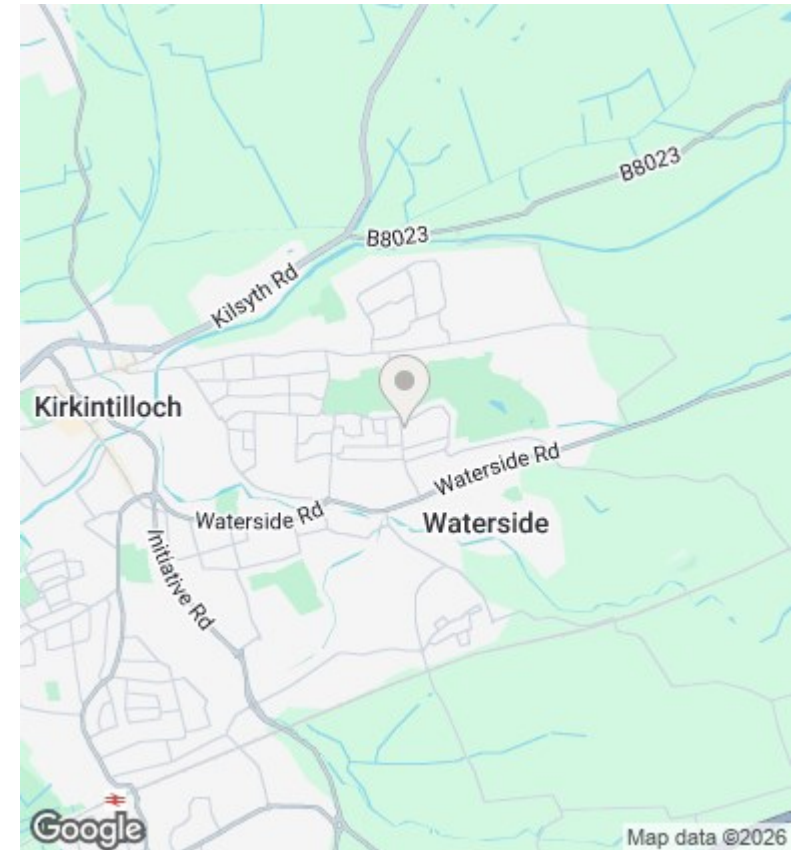 B8023
B8023
Kilsyth Rd
Kirkintilloch
Waterside Rd
Waterside Rd
Waterside
Initiative Rd
Google
Map data ©2026